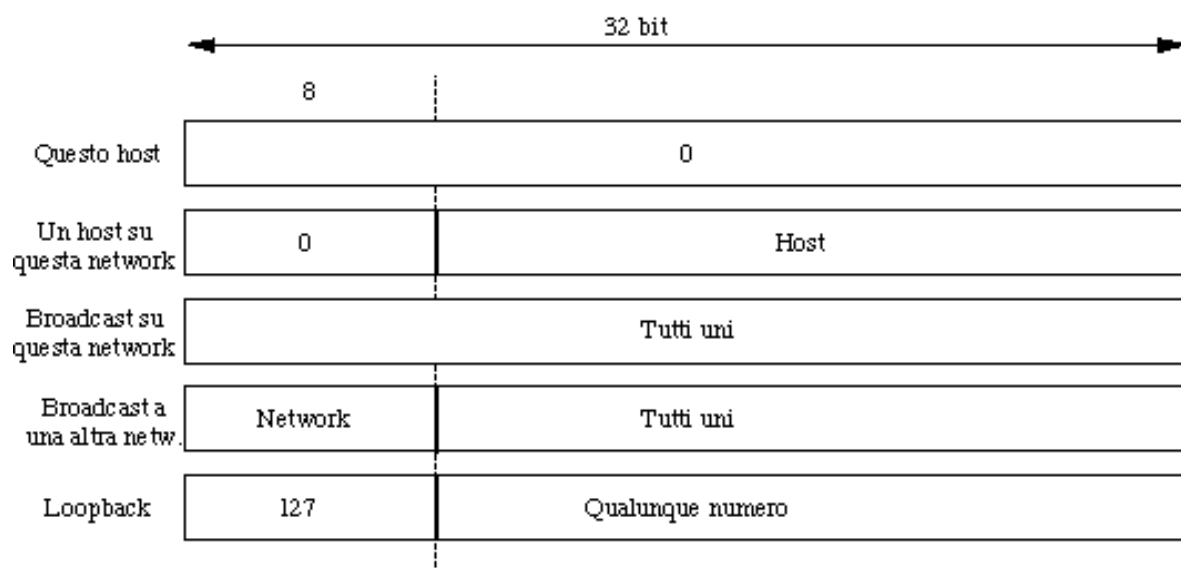 32 bit
8
Questo host
0
Un host su
questa network
0
Host
Broadcast su
questa network
Tutti uni
Broadcast a
una altra netw.
Network
Tutti uni
Loopback
127
Qualunque numero